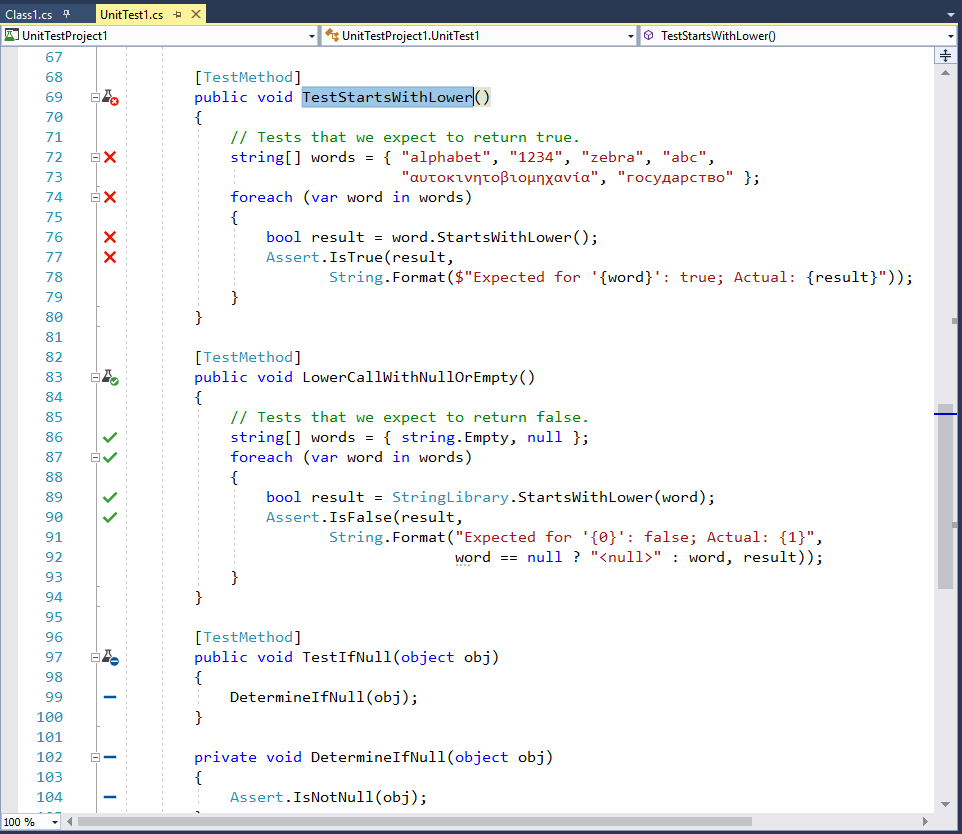 Class1.cs UnitTest1.cs
UnitTestProject1 UnitTestProject1.UnitTest1 TestStartsWithLower()
67
68 [TestMethod]
69 public void TestStartsWithLower()
70 {
71 // Tests that we expect to return true.
72 string[] words = { "alphabet", "1234", "zebra", "abc",
73 "αυτοκινητοβιομηχανία", "государство" };
74 foreach (var word in words)
75 {
76 bool result = word.StartsWithLower();
77 Assert.IsTrue(result,
78 String.Format($"Expected for '{word}': true; Actual: {result}"));
79 }
80 }
81
82 [TestMethod]
83 public void LowerCallWithNullOrEmpty()
84 {
85 // Tests that we expect to return false.
86 string[] words = { string.Empty, null };
87 foreach (var word in words)
88 {
89 bool result = StringLibrary.StartsWithLower(word);
90 Assert.IsFalse(result,
91 String.Format("Expected for '{0}': false; Actual: {1}",
92 word == null ? "<null>" : word, result));
93 }
94 }
95
96 [TestMethod]
97 public void TestIfNull(object obj)
98 {
99 DetermineIfNull(obj);
100 }
101
102 private void DetermineIfNull(object obj)
103 {
104 Assert.IsNotNull(obj);
100 %